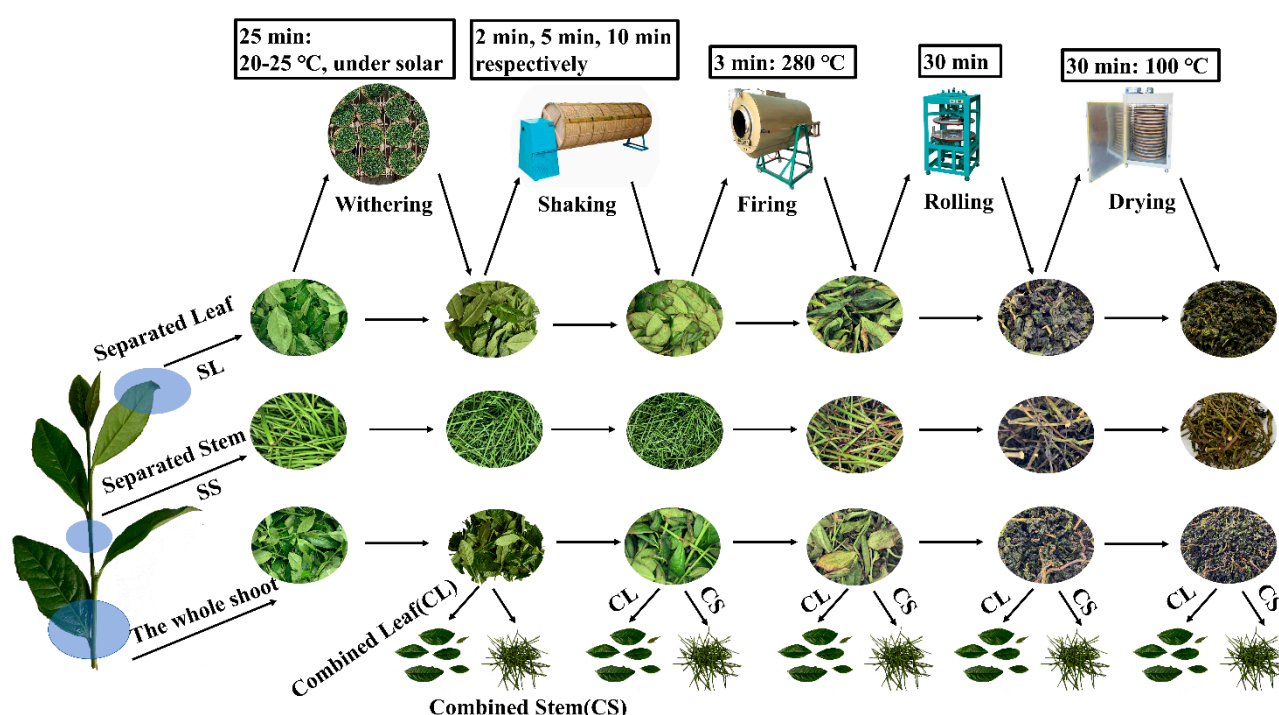 25 min:
20-25 ℃, under solar
2 min, 5 min, 10 min
respectively
3 min: 280 ℃
30 min
30 min: 100 ℃
Withering
Shaking
Firing
Rolling
Drying
Separated Leaf
SL
Separated Stem
SS
The whole shoot
Combined Leaf(CL)
CL
CS
CL
CS
CL
CS
CL
CS
Combined Stem(CS)